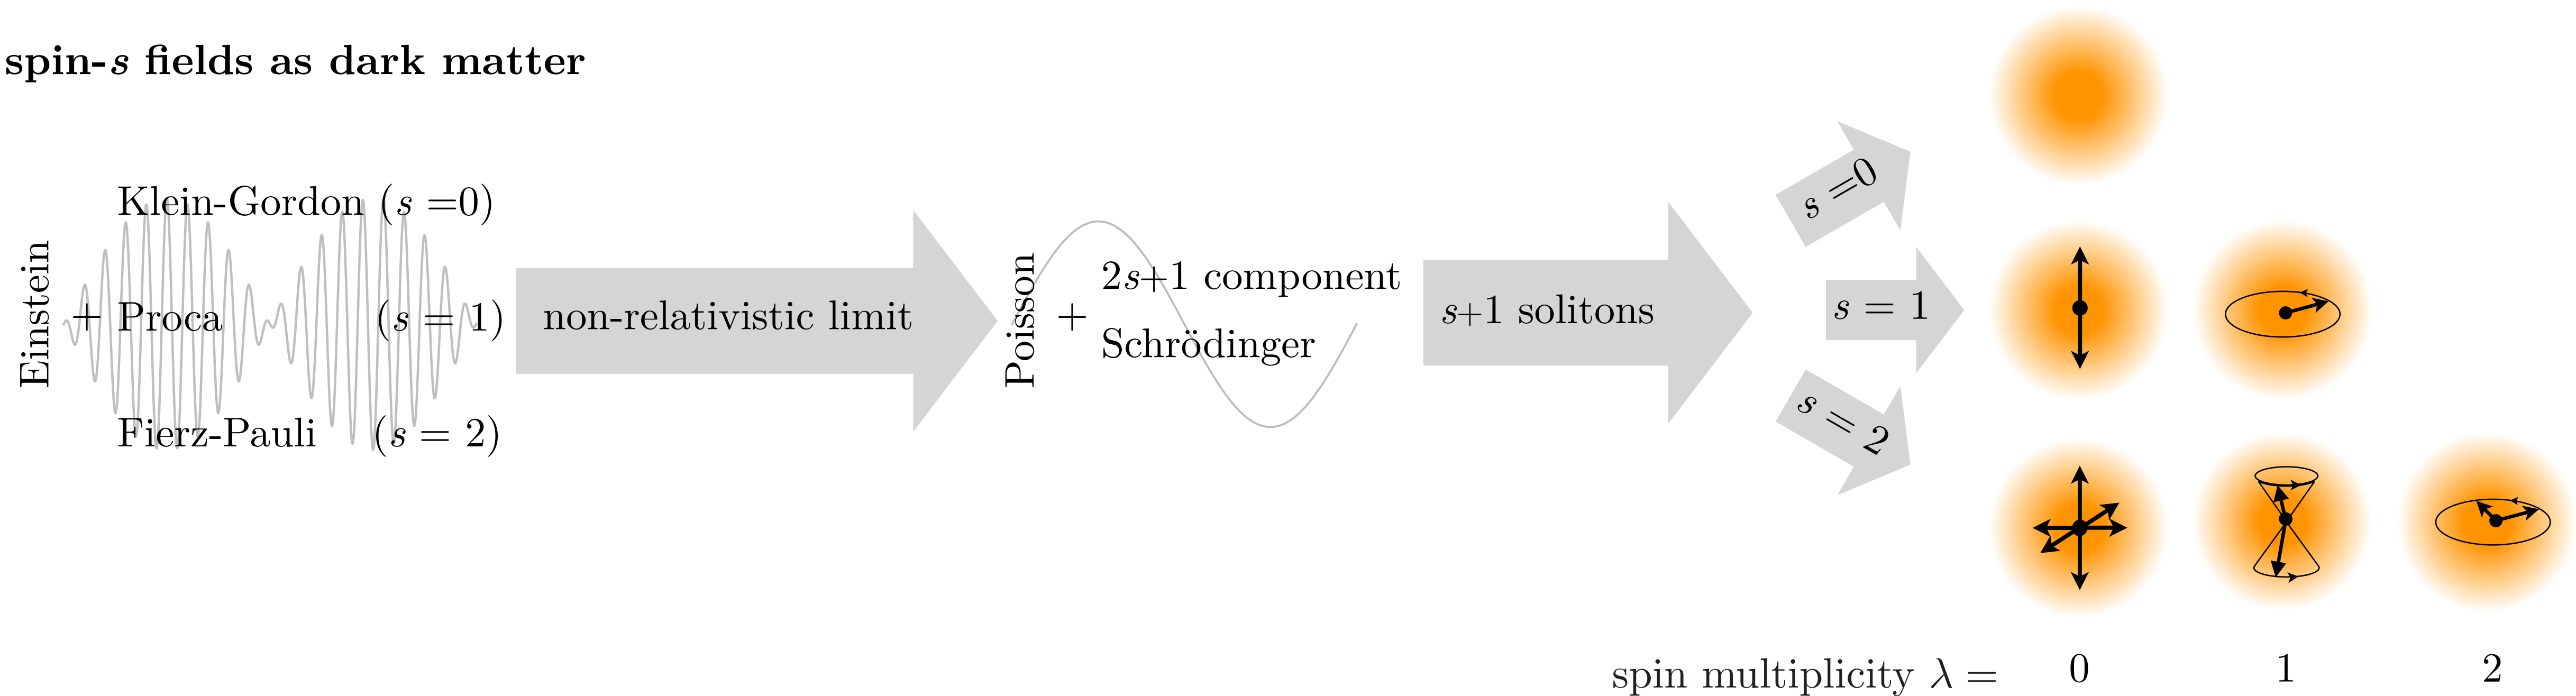 spin-s fields as dark matter
Einstein
+
Klein-Gordon (s =0)
Proca (s = 1)
Fierz-Pauli (s = 2)
non-relativistic limit
Poisson
+
2s+1 component
Schrödinger
s+1 solitons
s =0
s = 1
s = 2
spin multiplicity λ = 0 1 2